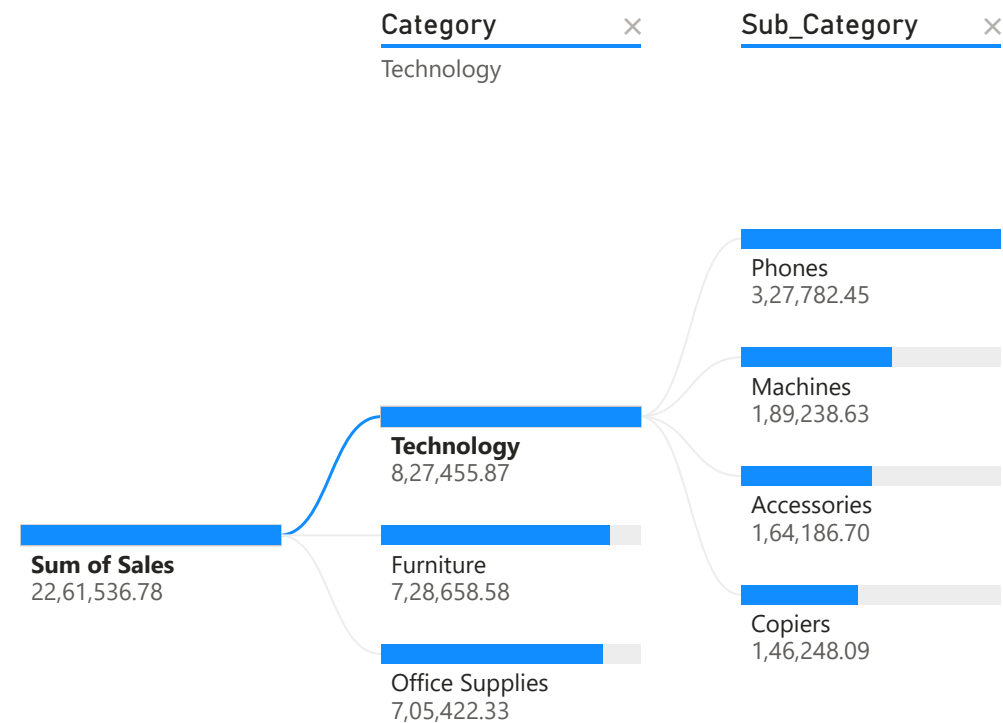 Category
Sub_Category
Technology
Phones
3,27,782.45
Machines
1,89,238.63
Technology
8,27,455.87
Accessories
1,64,186.70
Sum of Sales
22,61,536.78
Furniture
7,28,658.58
Copiers
1,46,248.09
Office Supplies
7,05,422.33